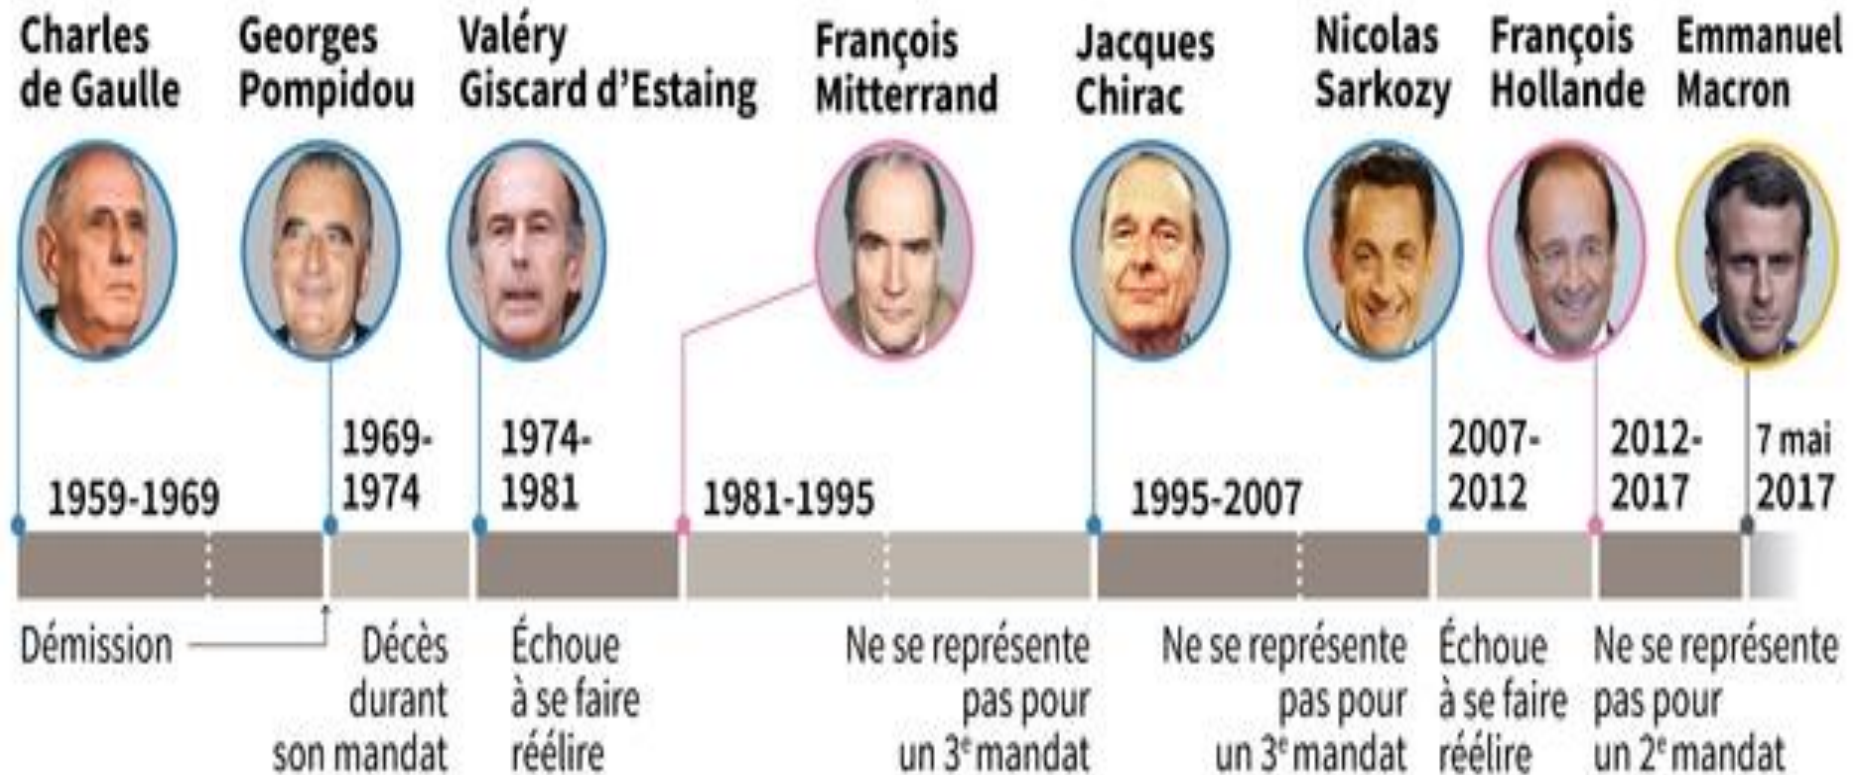 Charles
de Gaulle
Georges
Pompidou
Valéry
Giscard d’Estaing
François
Mitterrand
Jacques
Chirac
Nicolas
Sarkozy
François
Hollande
Emmanuel
Macron
1959-1969
1969-
1974
1974-
1981
1981-1995
1995-2007
2007-
2012
2012-
2017
7 mai
2017
Démission
Décès
durant
son mandat
Échoue
à se faire
réélire
Ne se représente
pas pour
un 3e mandat
Ne se représente
pas pour
un 3e mandat
Échoue
à se faire
réélire
Ne se représente
pas pour
un 2e mandat